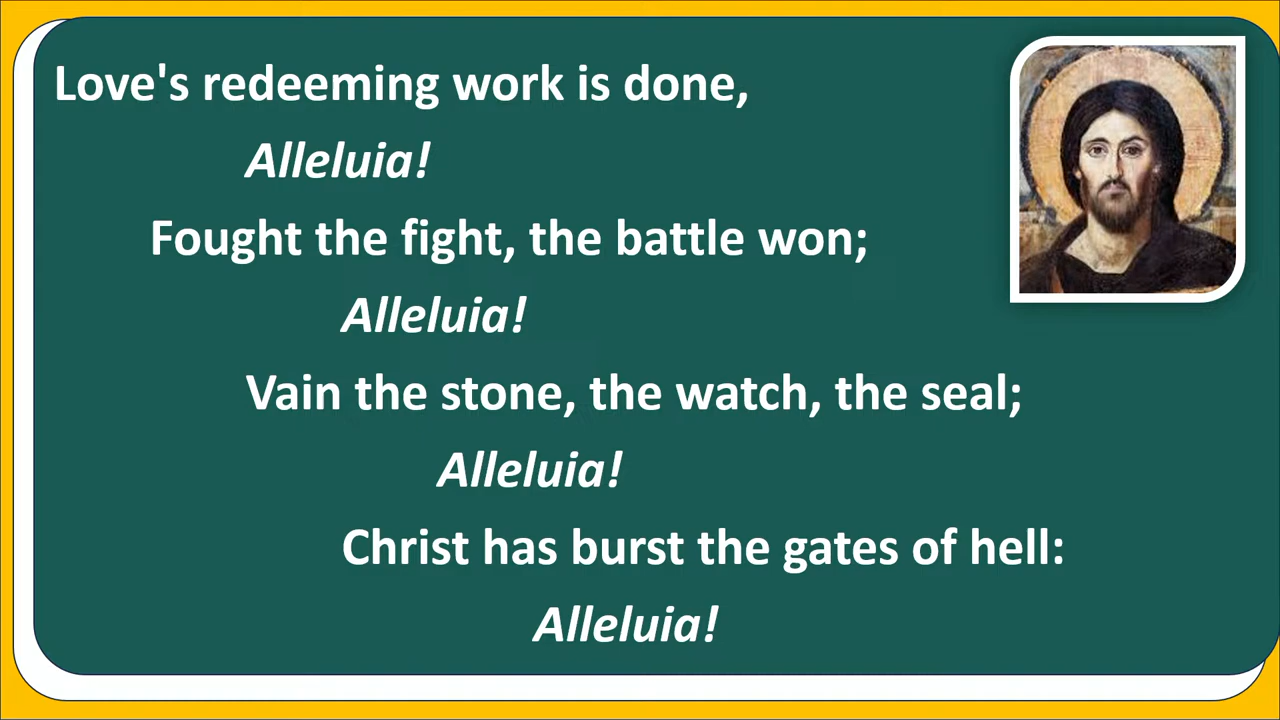 Love's redeeming work is done,
Alleluia!
Fought the fight, the battle won;
Alleluia!
Vain the stone, the watch, the seal;
Alleluia!
Christ has burst the gates of hell:
Alleluia!